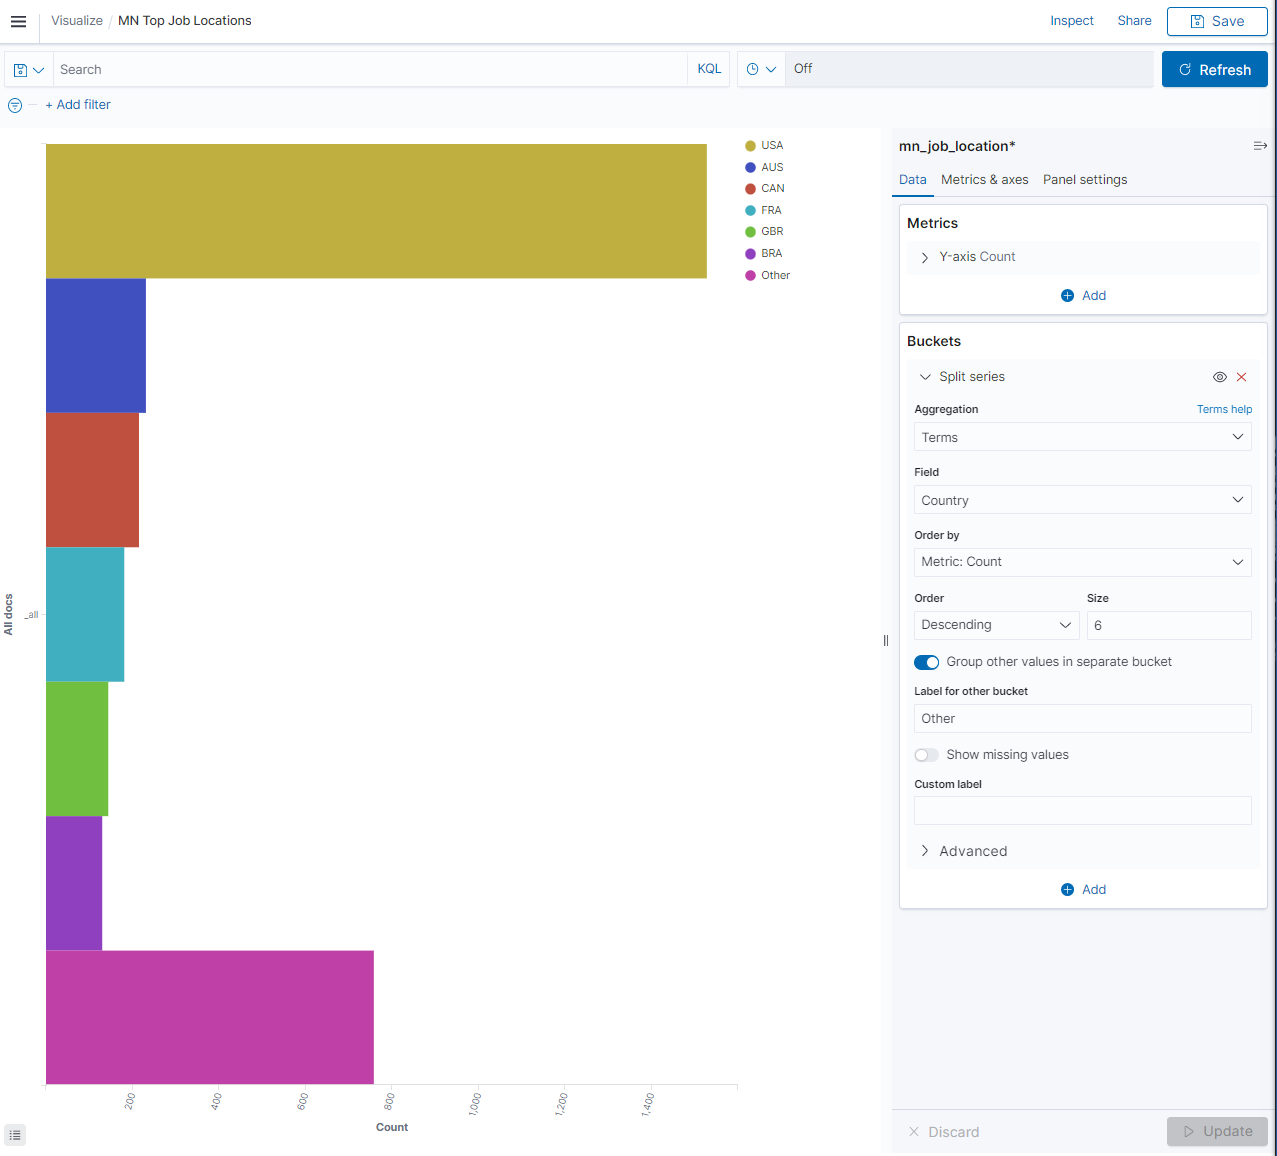 Visualize / MN Top Job Locations
Inspect Share Save
Search KQL Off Refresh
+ Add filter
USA
AUS
CAN
FRA
GBR
BRA
Other
All docs
_all
200 400 600 800 1,000 1,200 1,400
Count
mn_job_location*
Data Metrics & axes Panel settings
Metrics
Y-axis Count
Add
Buckets
Split series
Aggregation Terms help
Terms
Field
Country
Order by
Metric: Count
Order Size
Descending 6
Group other values in separate bucket
Label for other bucket
Other
Show missing values
Custom label
Advanced
Add
Discard Update